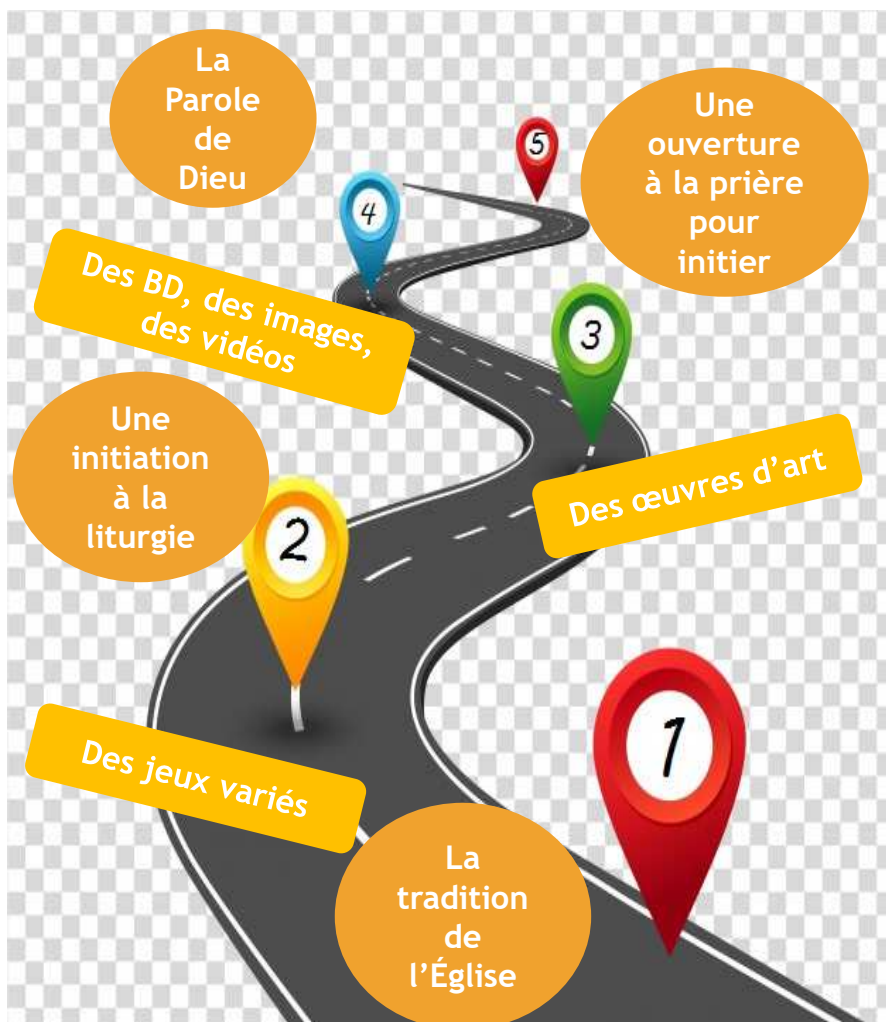 La
Parole
de
Dieu
Une
ouverture
à la prière
pour
initier
5
4
Des BD, des images,
des vidéos
3
Une
initiation
à la
liturgie
Des œuvres d'art
2
1
Des jeux variés
La
tradition
de
l'Église